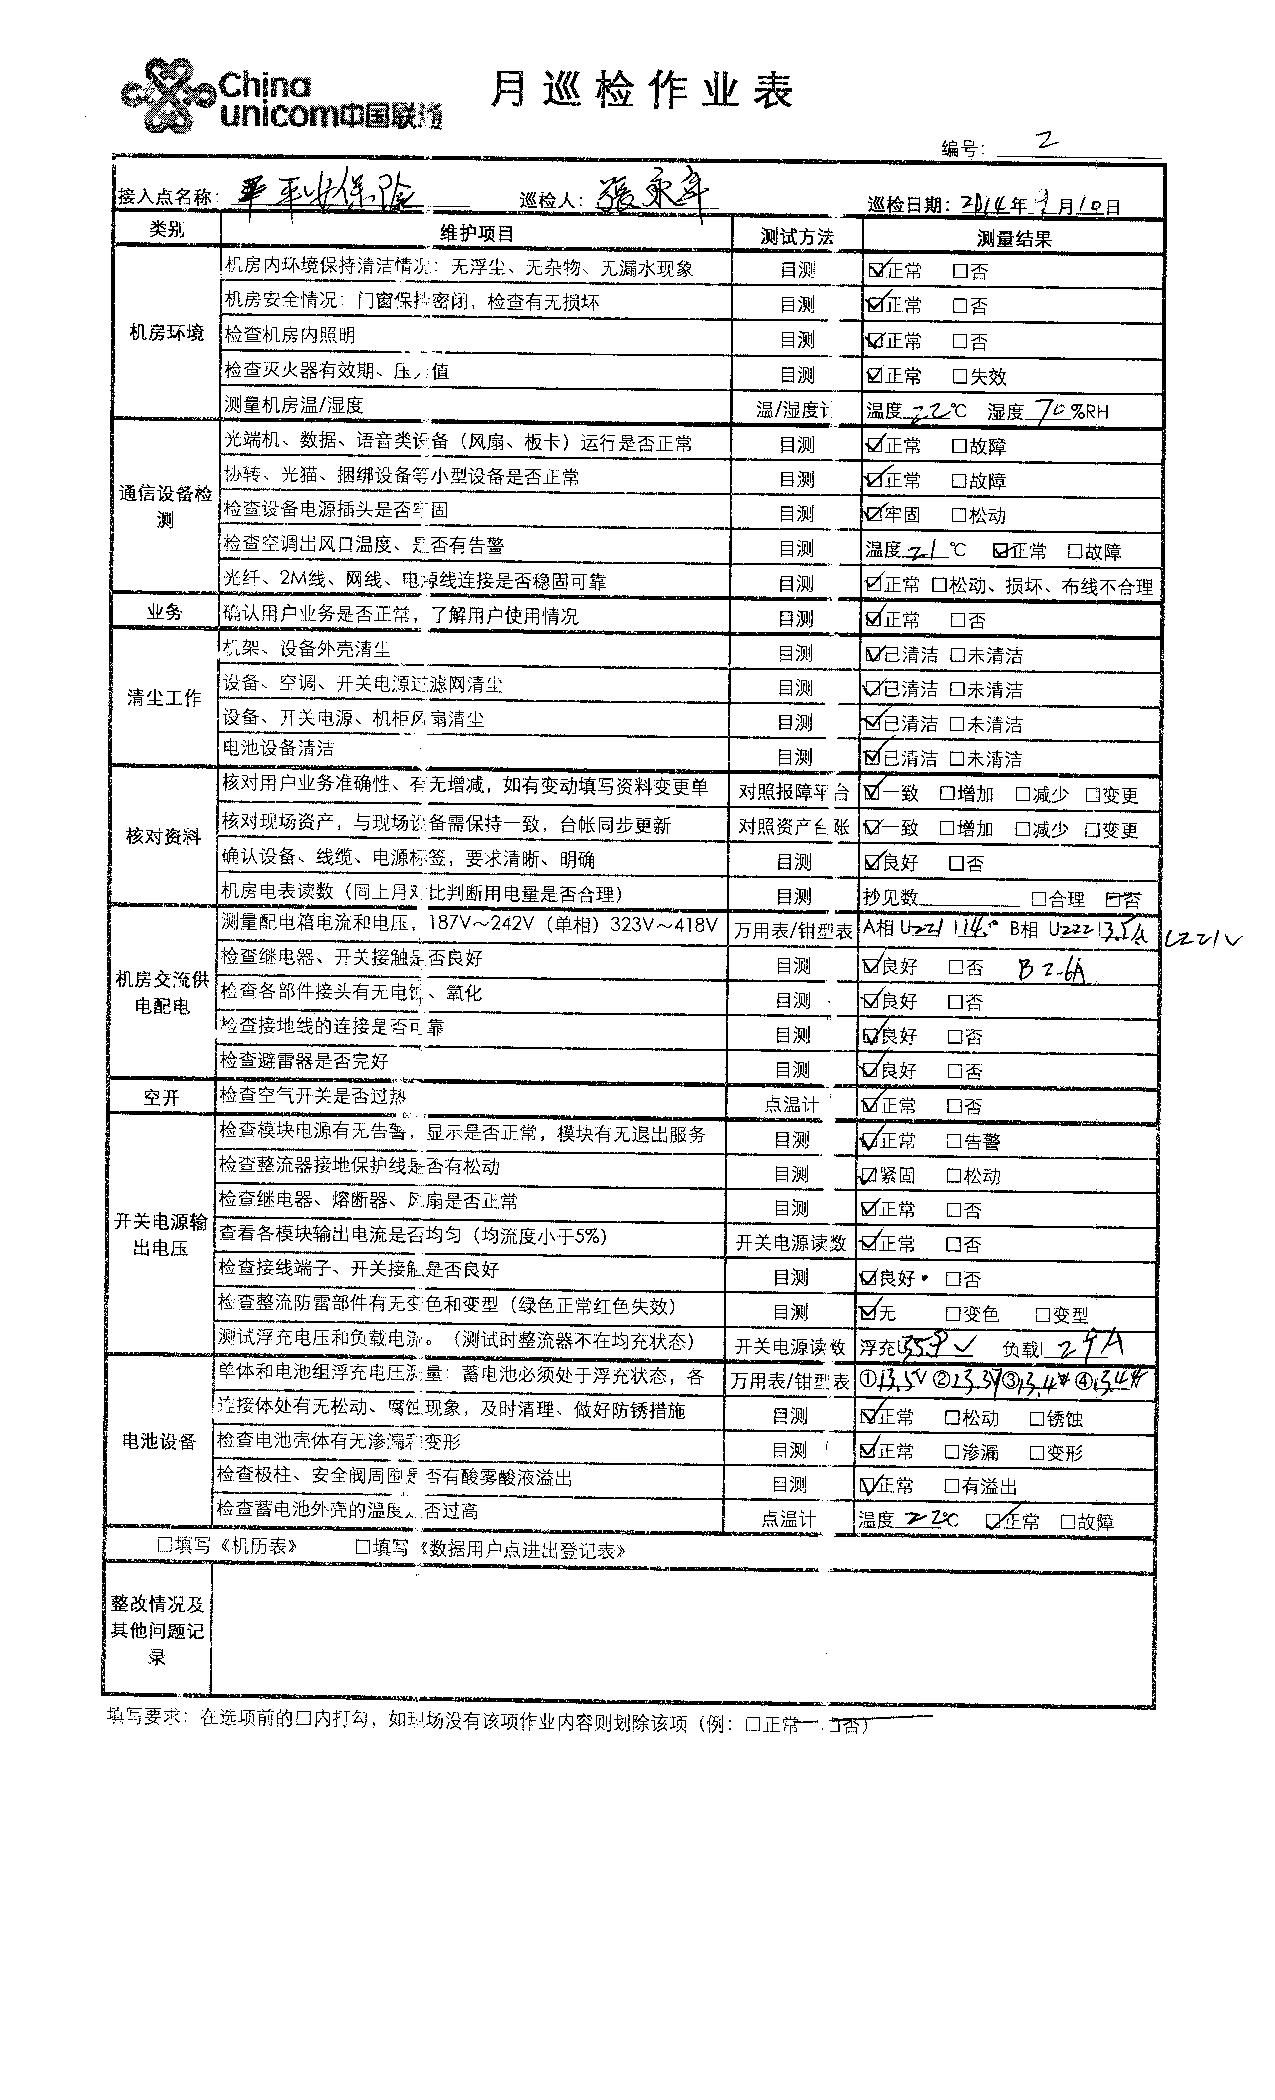 China unicom中国联通
月巡检作业表
编号: 2
接入点名称: 平安保险 巡检人: 巡检日期: 2014年 月10日
类别 维护项目 测试方法 测量结果
机房环境
机房内环境保持清洁情况: 无浮尘、无杂物、无漏水现象 目测 ☑正常 □否
机房安全情况: 门窗保持密闭, 检查有无损坏 目测 ☑正常 □否
检查机房内照明 目测 ☑正常 □否
检查灭火器有效期、压力值 目测 ☑正常 □失效
测量机房温/湿度 温/湿度计 温度 22℃ 湿度 70%RH
通信设备检测
光端机、数据、语音类设备（风扇、板卡）运行是否正常 目测 ☑正常 □故障
协转、光猫、捆绑设备等小型设备是否正常 目测 ☑正常 □故障
检查设备电源插头是否牢固 目测 ☑牢固 □松动
检查空调出风口温度、是否有告警 目测 温度 21℃ ☑正常 □故障
光纤、2M线、网线、电源线连接是否稳固可靠 目测 ☑正常 □松动、损坏、布线不合理
业务 确认用户业务是否正常, 了解用户使用情况 目测 ☑正常 □否
清尘工作
机架、设备外壳清尘 目测 ☑已清洁 □未清洁
设备、空调、开关电源过滤网清尘 目测 ☑已清洁 □未清洁
设备、开关电源、机柜风扇清尘 目测 ☑已清洁 □未清洁
电池设备清洁 目测 ☑已清洁 □未清洁
核对资料
核对用户业务准确性、有无增减, 如有变动填写资料变更单 对照报障平台 ☑一致 □增加 □减少 □变更
核对现场资产, 与现场设备需保持一致, 台帐同步更新 对照资产台账 ☑一致 □增加 □减少 □变更
确认设备、线缆、电源标签, 要求清晰、明确 目测 ☑良好 □否
机房电表读数（同上月对比判断用电量是否合理） 目测 抄见数 □合理 □否
机房交流供电配电
测量配电箱电流和电压, 187V～242V（单相）323V～418V 万用表/钳型表 A相 U221 I14. B相 U222 I3.5A U221V
检查继电器、开关接触是否良好 目测 ☑良好 □否 B 2.6A
检查各部件接头有无电蚀、氧化 目测 ☑良好 □否
检查接地线的连接是否可靠 目测 ☑良好 □否
检查避雷器是否完好 目测 ☑良好 □否
空开 检查空气开关是否过热 点温计 ☑正常 □否
开关电源输出电压
检查模块电源有无告警, 显示是否正常, 模块有无退出服务 目测 ☑正常 □告警
检查整流器接地保护线是否有松动 目测 ☑紧固 □松动
检查继电器、熔断器、风扇是否正常 目测 ☑正常 □否
查看各模块输出电流是否均匀（均流度小于5%） 开关电源读数 ☑正常 □否
检查接线端子、开关接触是否良好 目测 ☑良好 □否
检查整流防雷部件有无变色和变型（绿色正常红色失效） 目测 ☑无 □变色 □变型
测试浮充电压和负载电流。（测试时整流器不在均充状态） 开关电源读数 浮充U V 负载I A
电池设备
单体和电池组浮充电压测量: 蓄电池必须处于浮充状态, 各 万用表/钳型表 ①13.5V ②13.3V ③13.4V ④13.4V
连接体处有无松动、腐蚀现象, 及时清理、做好防锈措施 目测 ☑正常 □松动 □锈蚀
检查电池壳体有无渗漏和变形 目测 ☑正常 □渗漏 □变形
检查极柱、安全阀周围是否有酸雾酸液溢出 目测 ☑正常 □有溢出
检查蓄电池外壳的温度是否过高 点温计 温度 22℃ ☑正常 □故障
□填写《机历表》 □填写《数据用户点进出登记表》
整改情况及其他问题记录
填写要求: 在选项前的□内打勾, 如现场没有该项作业内容则划除该项（例: □正常 □否）